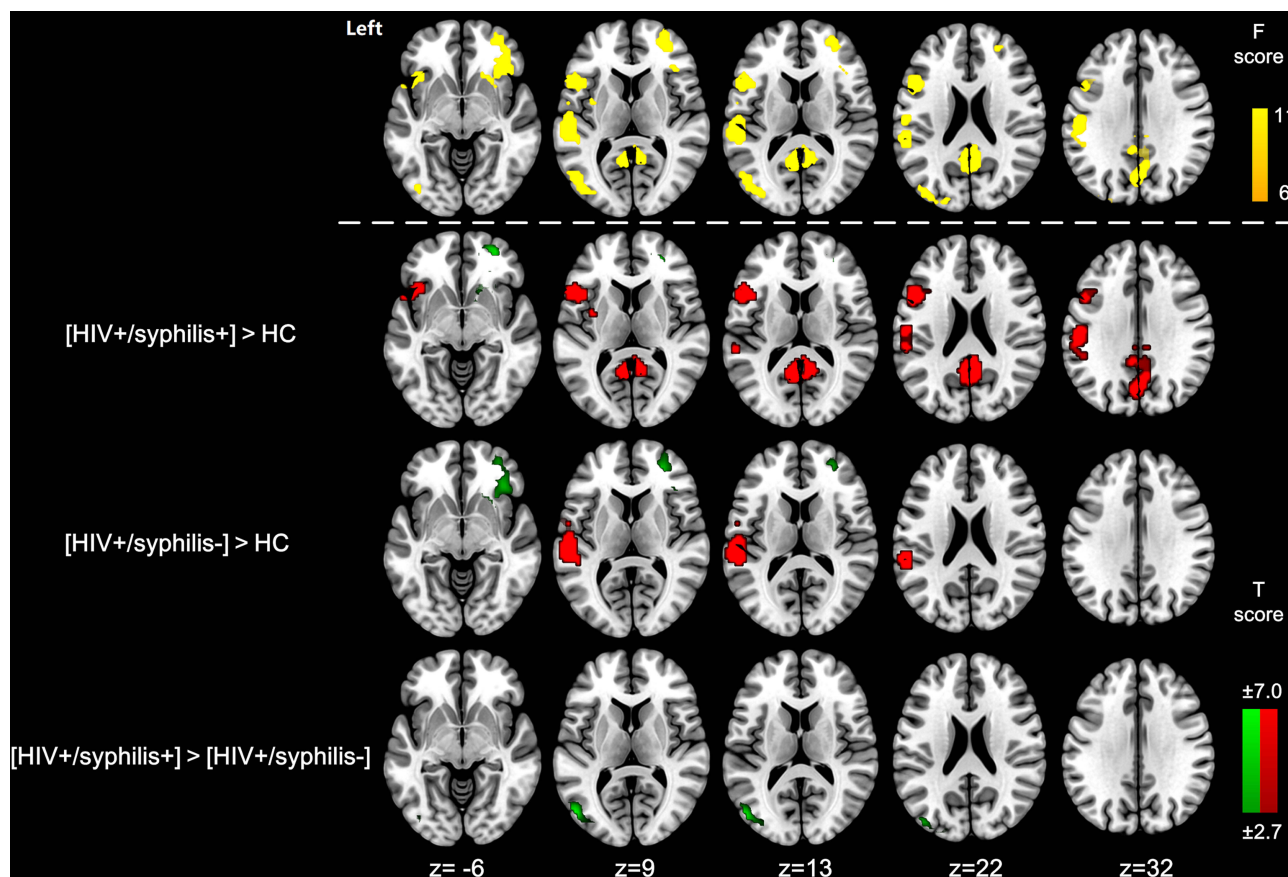 Left
F
score
11
6
[HIV+/syphilis+] > HC
[HIV+/syphilis-] > HC
T
score
±7.0
[HIV+/syphilis+] > [HIV+/syphilis-]
±2.7
z= -6
z=9
z=13
z=22
z=32